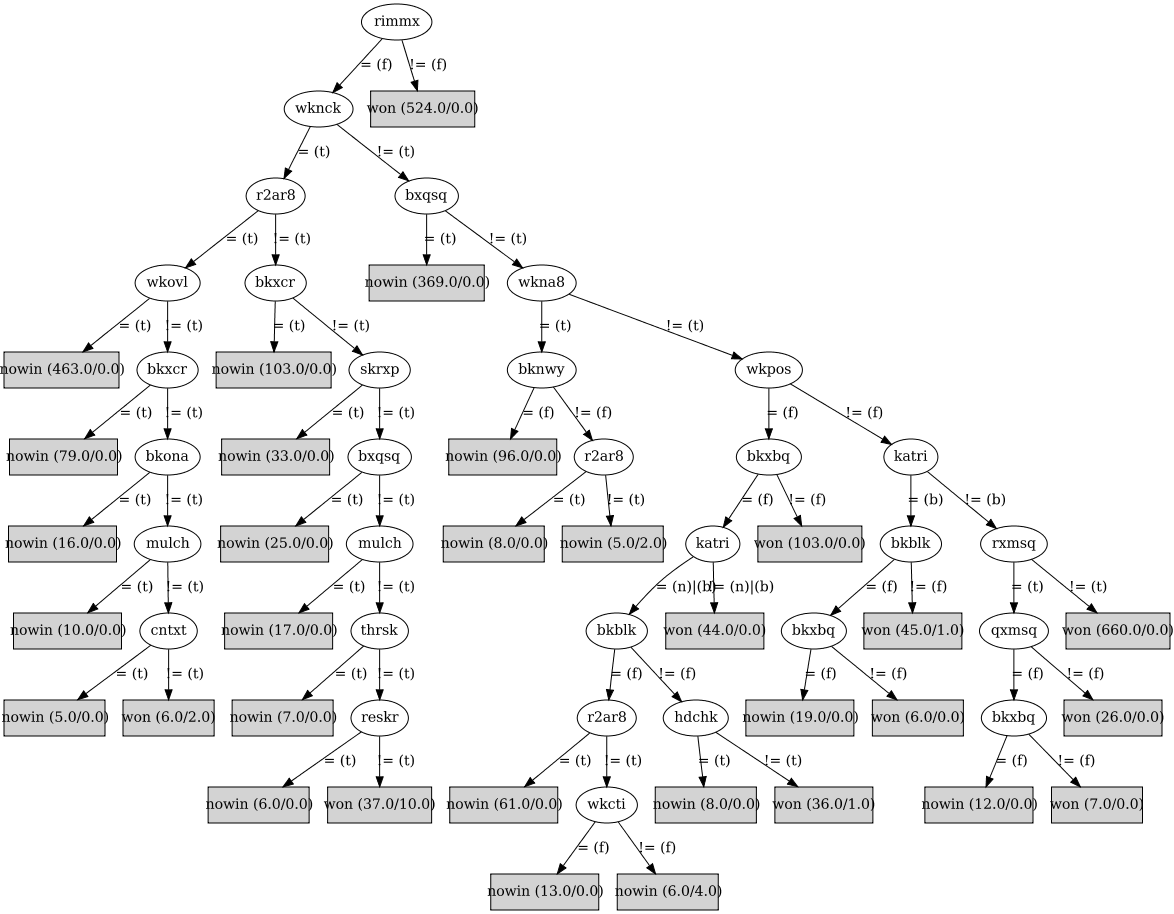 rimmx
= (f) != (f)
wknck won (524.0/0.0)
= (t) != (t)
r2ar8 bxqsq
= (t) != (t) = (t) != (t)
wkovl bkxcr nowin (369.0/0.0) wkna8
= (t) != (t) = (t) != (t) = (t) != (t)
nowin (463.0/0.0) bkxcr nowin (103.0/0.0) skrxp bknwy wkpos
= (t) != (t) = (t) != (t) = (f) != (f) = (f) != (f)
nowin (79.0/0.0) bkona nowin (33.0/0.0) bxqsq nowin (96.0/0.0) r2ar8 bkxbq katri
= (t) != (t) = (t) != (t) = (t) != (t) = (f) != (f) = (b) != (b)
nowin (16.0/0.0) mulch nowin (25.0/0.0) mulch nowin (8.0/0.0) nowin (5.0/2.0) katri won (103.0/0.0) bkblk rxmsq
= (t) != (t) = (t) != (t) = (n)|(b) != (n)|(b) = (f) != (f) = (t) != (t)
nowin (10.0/0.0) cntxt nowin (17.0/0.0) thrsk bkblk won (44.0/0.0) bkxbq won (45.0/1.0) qxmsq won (660.0/0.0)
= (t) != (t) = (t) != (t) = (f) != (f) = (f) != (f) = (f) != (f)
nowin (5.0/0.0) won (6.0/2.0) nowin (7.0/0.0) reskr r2ar8 hdchk nowin (19.0/0.0) won (6.0/0.0) bkxbq won (26.0/0.0)
= (t) != (t) = (t) != (t) = (t) != (t) = (f) != (f)
nowin (6.0/0.0) won (37.0/10.0) nowin (61.0/0.0) wkcti nowin (8.0/0.0) won (36.0/1.0) nowin (12.0/0.0) won (7.0/0.0)
= (f) != (f)
nowin (13.0/0.0) nowin (6.0/4.0)